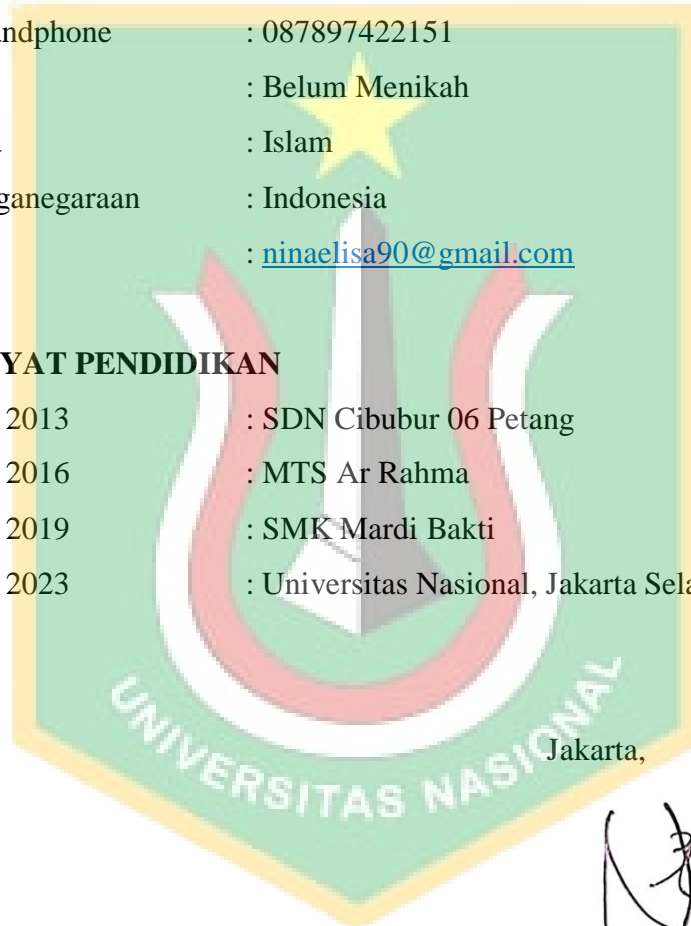 andphone : 087897422151
: Belum Menikah
: Islam
ganegaraan : Indonesia
: ninaelisa90@gmail.com
YAT PENDIDIKAN
2013 : SDN Cibubur 06 Petang
2016 : MTS Ar Rahma
2019 : SMK Mardi Bakti
2023 : Universitas Nasional, Jakarta Sela
Jakarta,
UNIVERSITAS NASIONAL